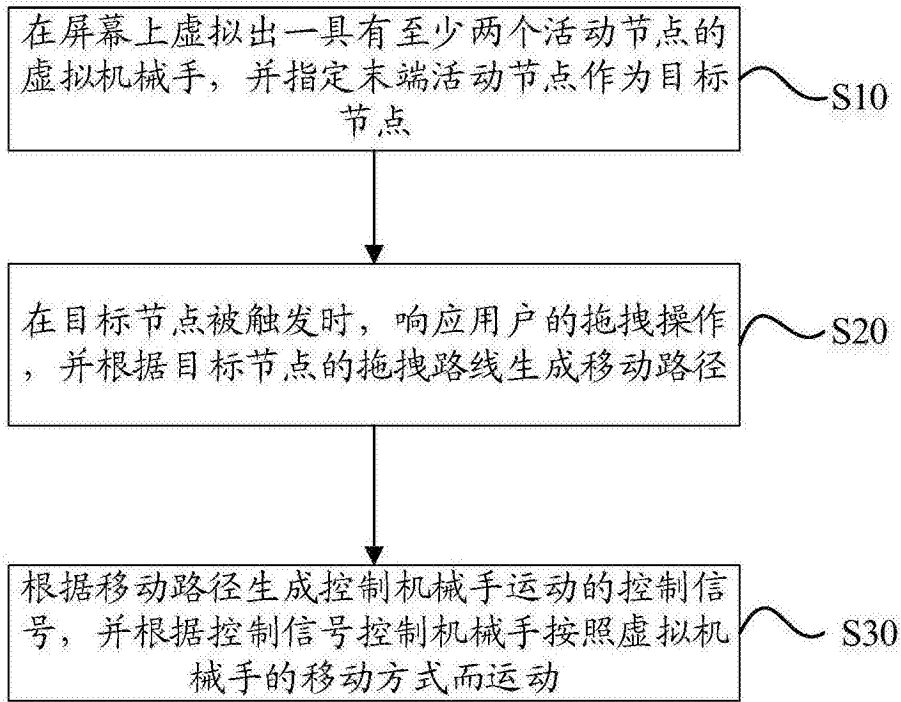 在屏幕上虚拟出一具有至少两个活动节点的
虚拟机械手，并指定末端活动节点作为目标
节点
S10
在目标节点被触发时，响应用户的拖拽操作
，并根据目标节点的拖拽路线生成移动路径
S20
根据移动路径生成控制机械手运动的控制信
号，并根据控制信号控制机械手按照虚拟机
械手的移动方式而运动
S30